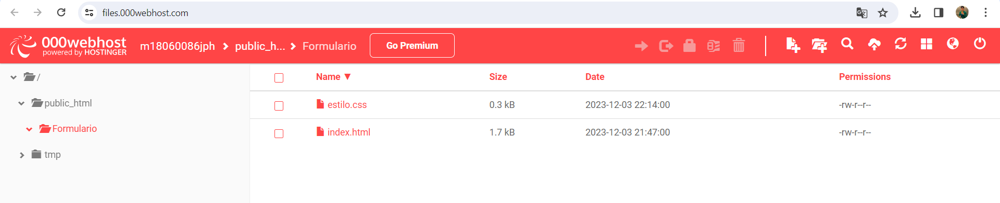 files.000webhost.com
000webhost
powered by HOSTINGER
m18060086jph > public_h... > Formulario
Go Premium
/
public_html
Formulario
tmp
Name ▼ Size Date Permissions
estilo.css 0.3 kB 2023-12-03 22:14:00 -rw-r--r--
index.html 1.7 kB 2023-12-03 21:47:00 -rw-r--r--